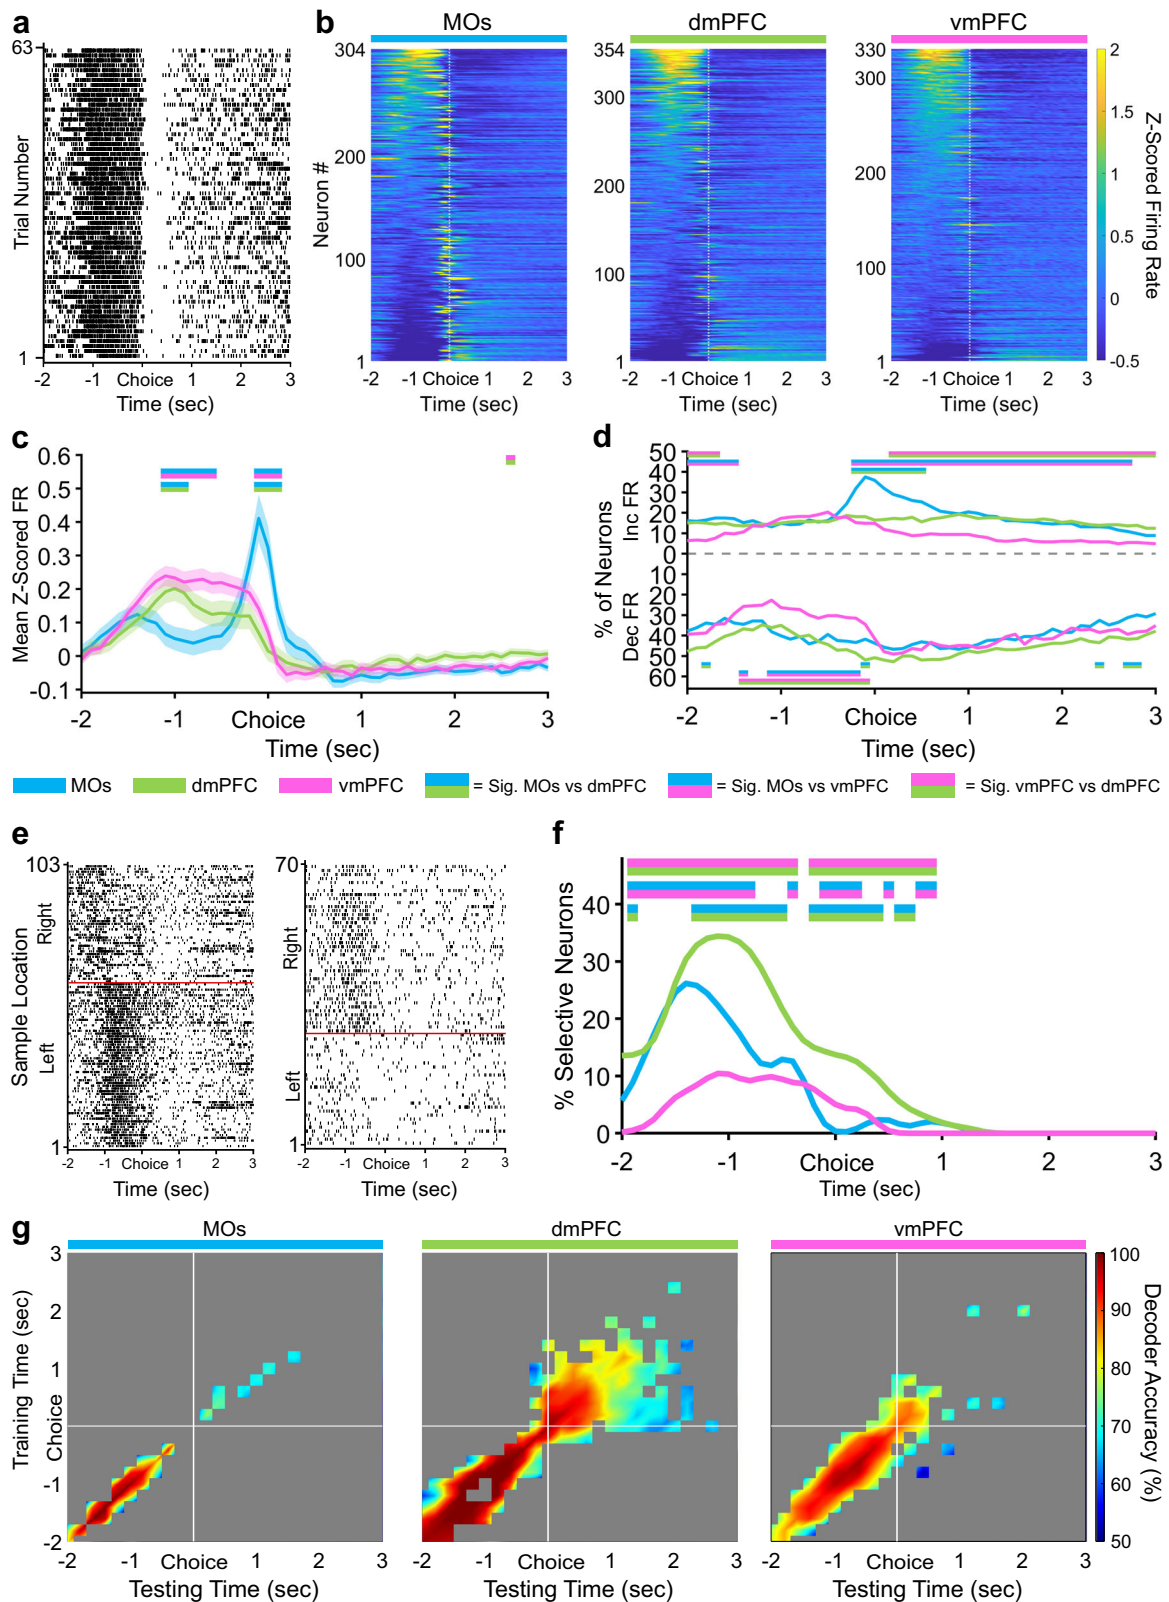 a
63
Trial Number
1
-2 -1 Choice 1 2 3
Time (sec)
b
MOs dmPFC vmPFC
304
200
100
1
Neuron #
-2 -1 Choice 1 2 3
Time (sec)
354
300
200
100
1
-2 -1 Choice 1 2 3
Time (sec)
330
300
200
100
1
-2 -1 Choice 1 2 3
Time (sec)
2
1.5
1
0.5
0
-0.5
Z-Scored Firing Rate
c
0.6
0.5
0.4
0.3
0.2
0.1
0
-0.1
Mean Z-Scored FR
-2 -1 Choice 1 2 3
Time (sec)
d
50
40
30
20
10
0
10
20
30
40
50
60
% of Neurons
Inc FR
Dec FR
-2 -1 Choice 1 2 3
Time (sec)
MOs dmPFC vmPFC = Sig. MOs vs dmPFC = Sig. MOs vs vmPFC = Sig. vmPFC vs dmPFC
e
103
Sample Location
Right
Left
1
-2 -1 Choice 1 2 3
Time (sec)
70
Right
Left
1
-2 -1 Choice 1 2 3
Time (sec)
f
40
30
20
10
0
% Selective Neurons
-2 -1 Choice 1 2 3
Time (sec)
g
MOs dmPFC vmPFC
3
2
1
Choice
-1
-2
Training Time (sec)
-2 -1 Choice 1 2 3
Testing Time (sec)
-2 -1 Choice 1 2 3
Testing Time (sec)
-2 -1 Choice 1 2 3
Testing Time (sec)
100
90
80
70
60
50
Decoder Accuracy (%)